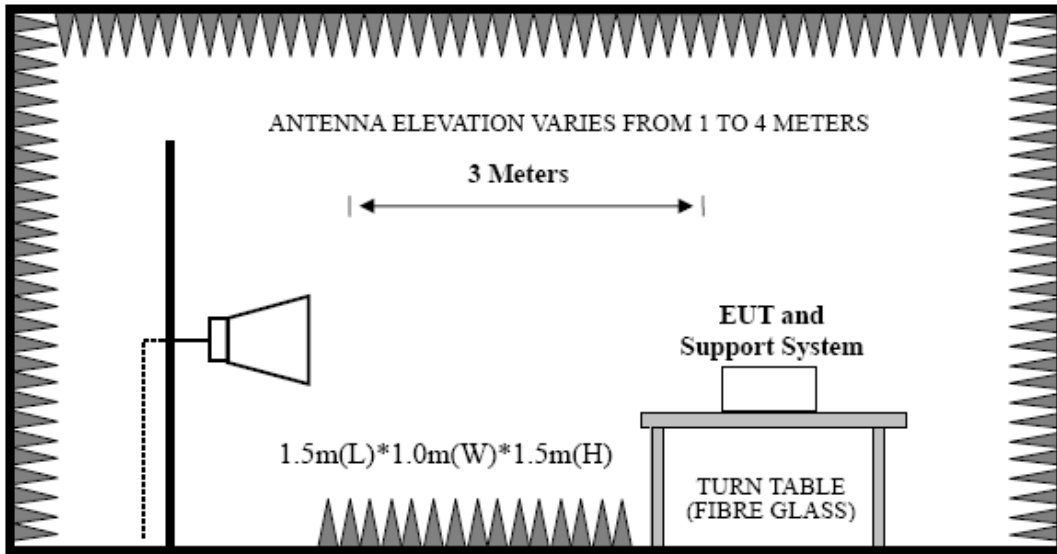 ANTENNA ELEVATION VARIES FROM 1 TO 4 METERS
3 Meters
EUT and
Support System
1.5m(L)*1.0m(W)*1.5m(H)
TURN TABLE
(FIBRE GLASS)